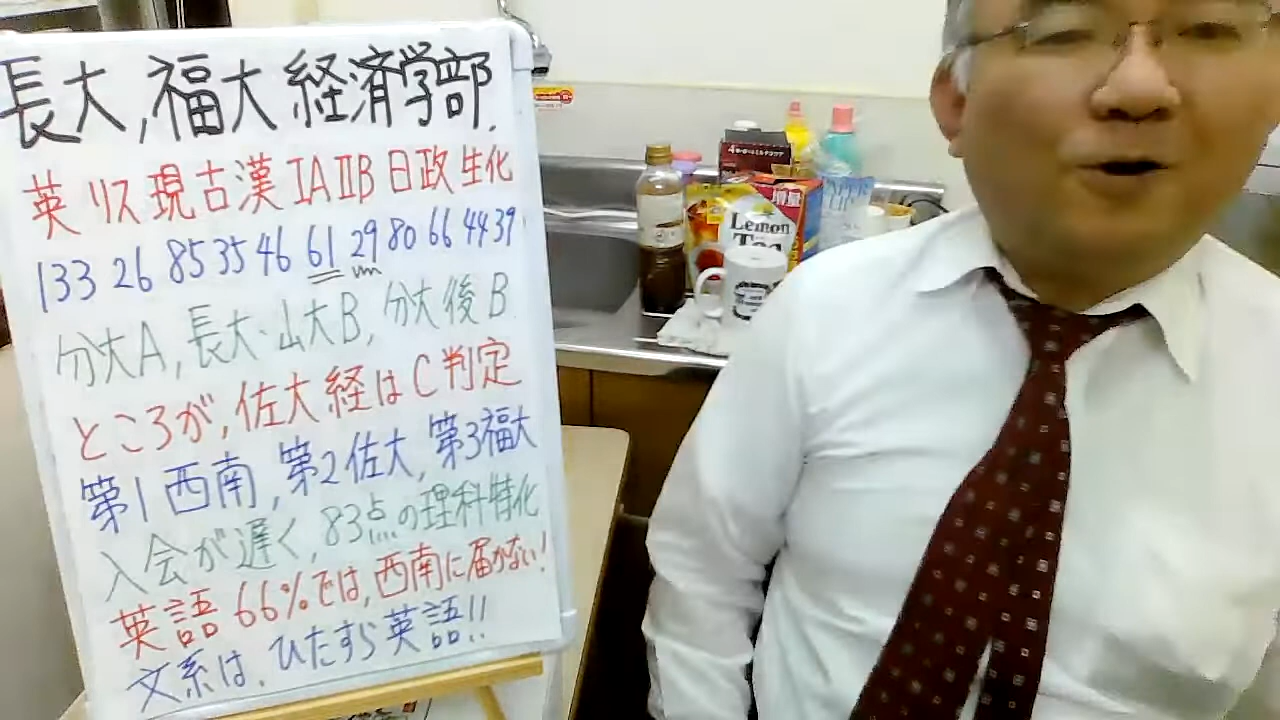 長大,福大経済学部.
英 リス 現 古 漢 IA IIB 日 政 生 化
133 26 85 35 46 61 29 80 66 44 39
分大A,長大・山大B,分大後B.
ところが,佐大経はC判定
第1西南,第2佐大,第3福大
入会が遅く,83点の理科特化
英語66%では,西南に届かない!
文系は.ひたすら英語!!
増量
Lemon
Tea